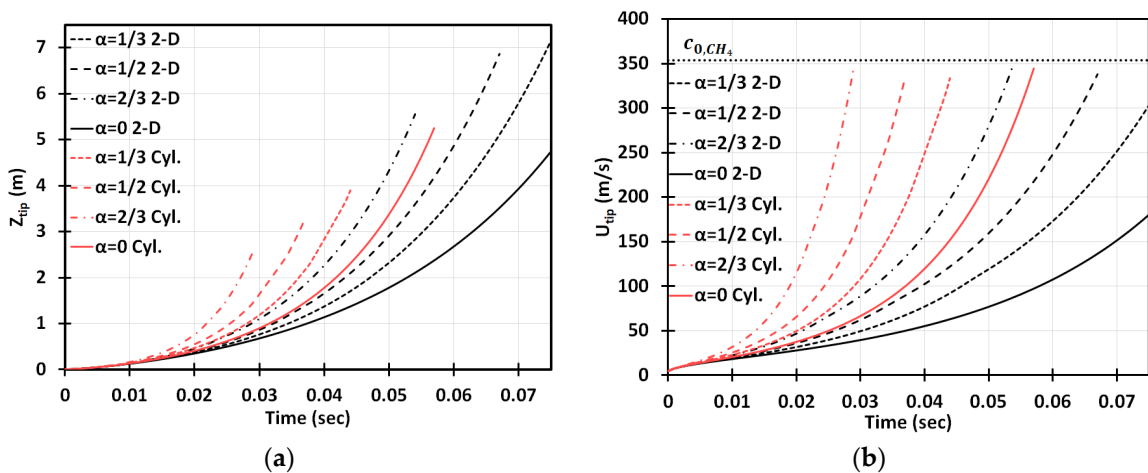 7
6
5
4
3
2
1
0
Z_tip (m)
α=1/3 2-D
α=1/2 2-D
α=2/3 2-D
α=0 2-D
α=1/3 Cyl.
α=1/2 Cyl.
α=2/3 Cyl.
α=0 Cyl.
0 0.01 0.02 0.03 0.04 0.05 0.06 0.07
Time (sec)
(a)
400
350
300
250
200
150
100
50
0
U_tip (m/s)
c_0,CH_4
α=1/3 2-D
α=1/2 2-D
α=2/3 2-D
α=0 2-D
α=1/3 Cyl.
α=1/2 Cyl.
α=2/3 Cyl.
α=0 Cyl.
0 0.01 0.02 0.03 0.04 0.05 0.06 0.07
Time (sec)
(b)